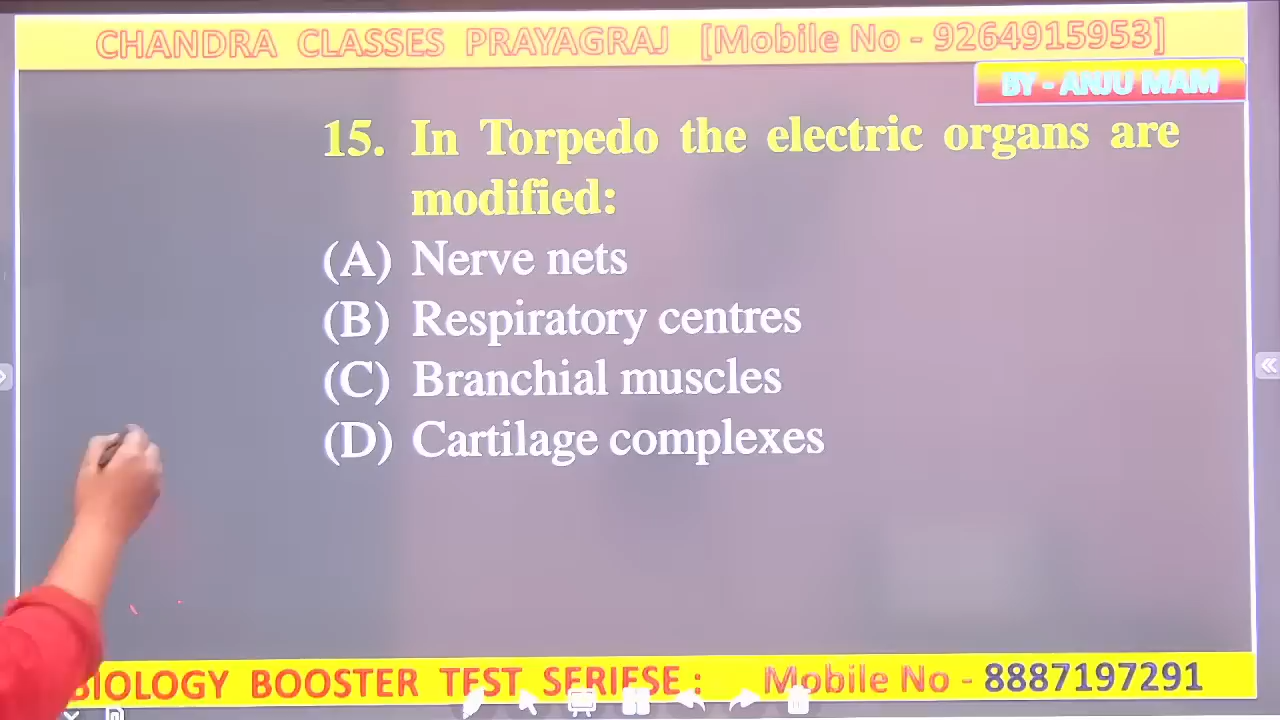 CHANDRA CLASSES PRAYAGRAJ [Mobile No - 9264915953]
BY - ANJU MAM
15. In Torpedo the electric organs are
modified:
(A) Nerve nets
(B) Respiratory centres
(C) Branchial muscles
(D) Cartilage complexes
BIOLOGY BOOSTER TEST SERIESE : Mobile No - 8887197291